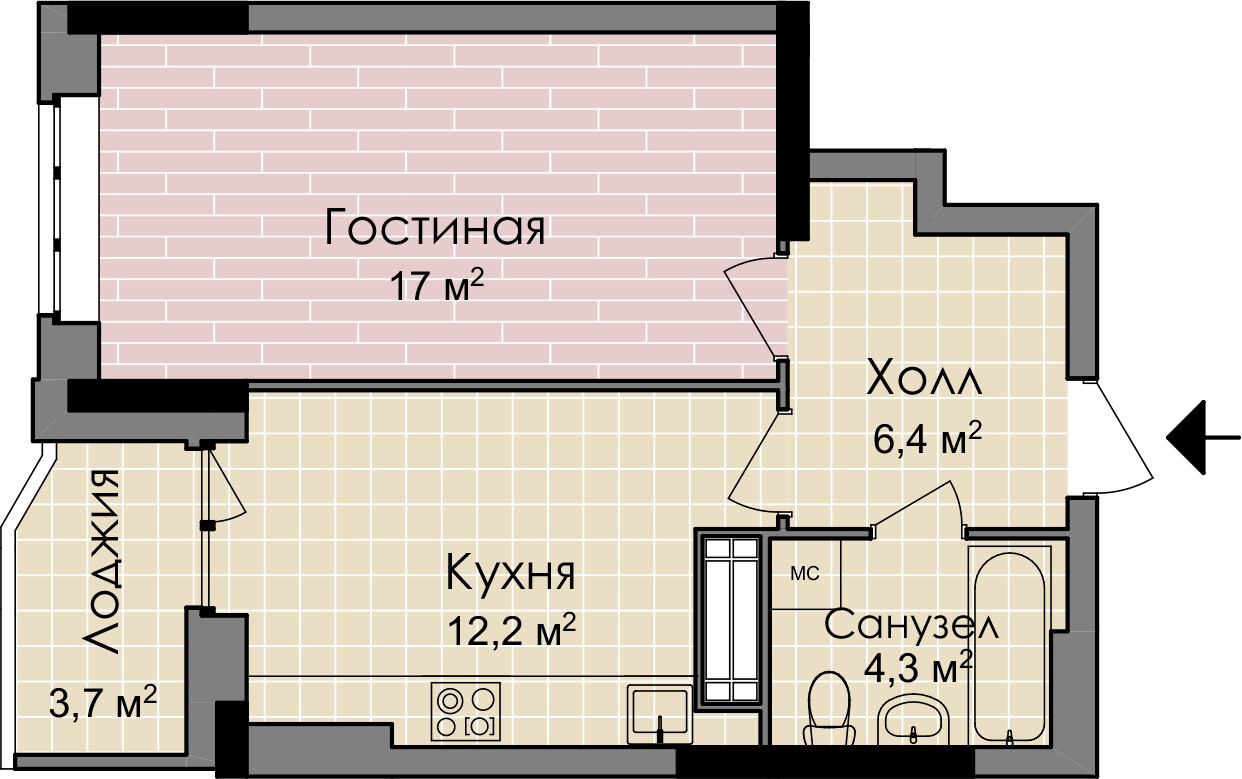 Гостиная
17 м²
Холл
6,4 м²
Лоджия
3,7 м²
Кухня
12,2 м²
МС
Санузел
4,3 м²